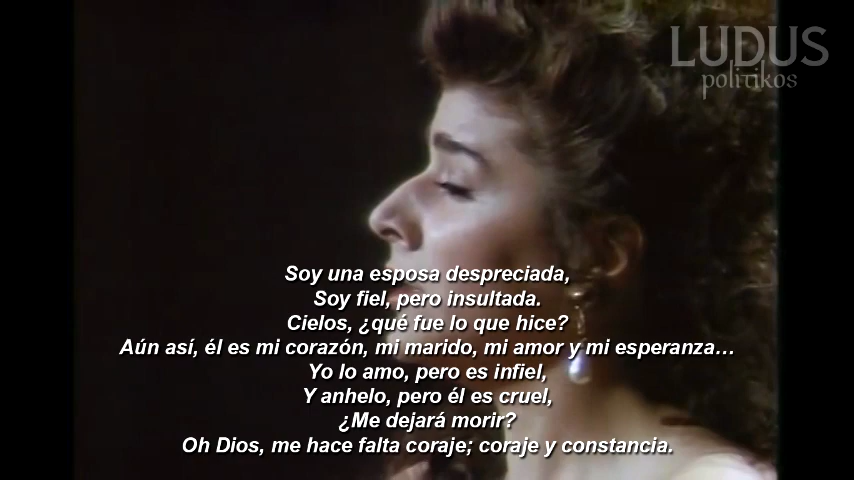 LUDUS
politikos
Soy una esposa despreciada,
Soy fiel, pero insultada.
Cielos, ¿qué fue lo que hice?
Aún así, él es mi corazón, mi marido, mi amor y mi esperanza…
Yo lo amo, pero es infiel,
Y anhelo, pero él es cruel,
¿Me dejará morir?
Oh Dios, me hace falta coraje; coraje y constancia.